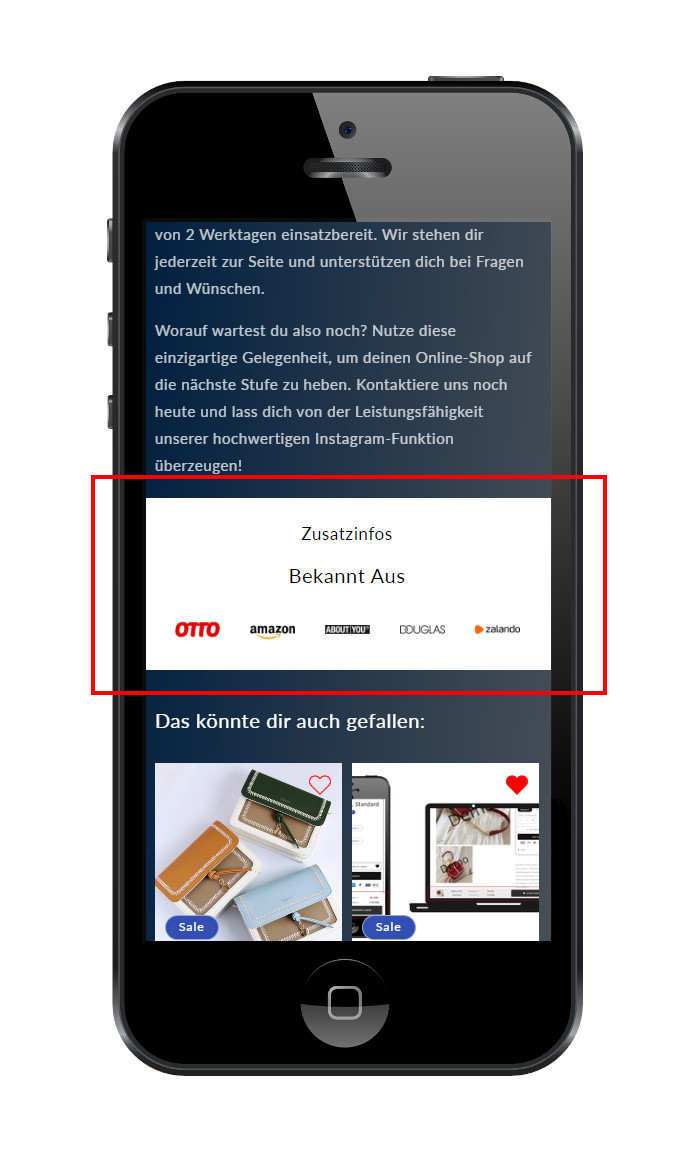 von 2 Werktagen einsatzbereit. Wir stehen dir
jederzeit zur Seite und unterstützen dich bei Fragen
und Wünschen.
Worauf wartest du also noch? Nutze diese
einzigartige Gelegenheit, um deinen Online-Shop auf
die nächste Stufe zu heben. Kontaktiere uns noch
heute und lass dich von der Leistungsfähigkeit
unserer hochwertigen Instagram-Funktion
überzeugen!
Zusatzinfos
Bekannt Aus
OTTO amazon ABOUT YOU DOUGLAS zalando
Das könnte dir auch gefallen:
Standard
Sale Sale